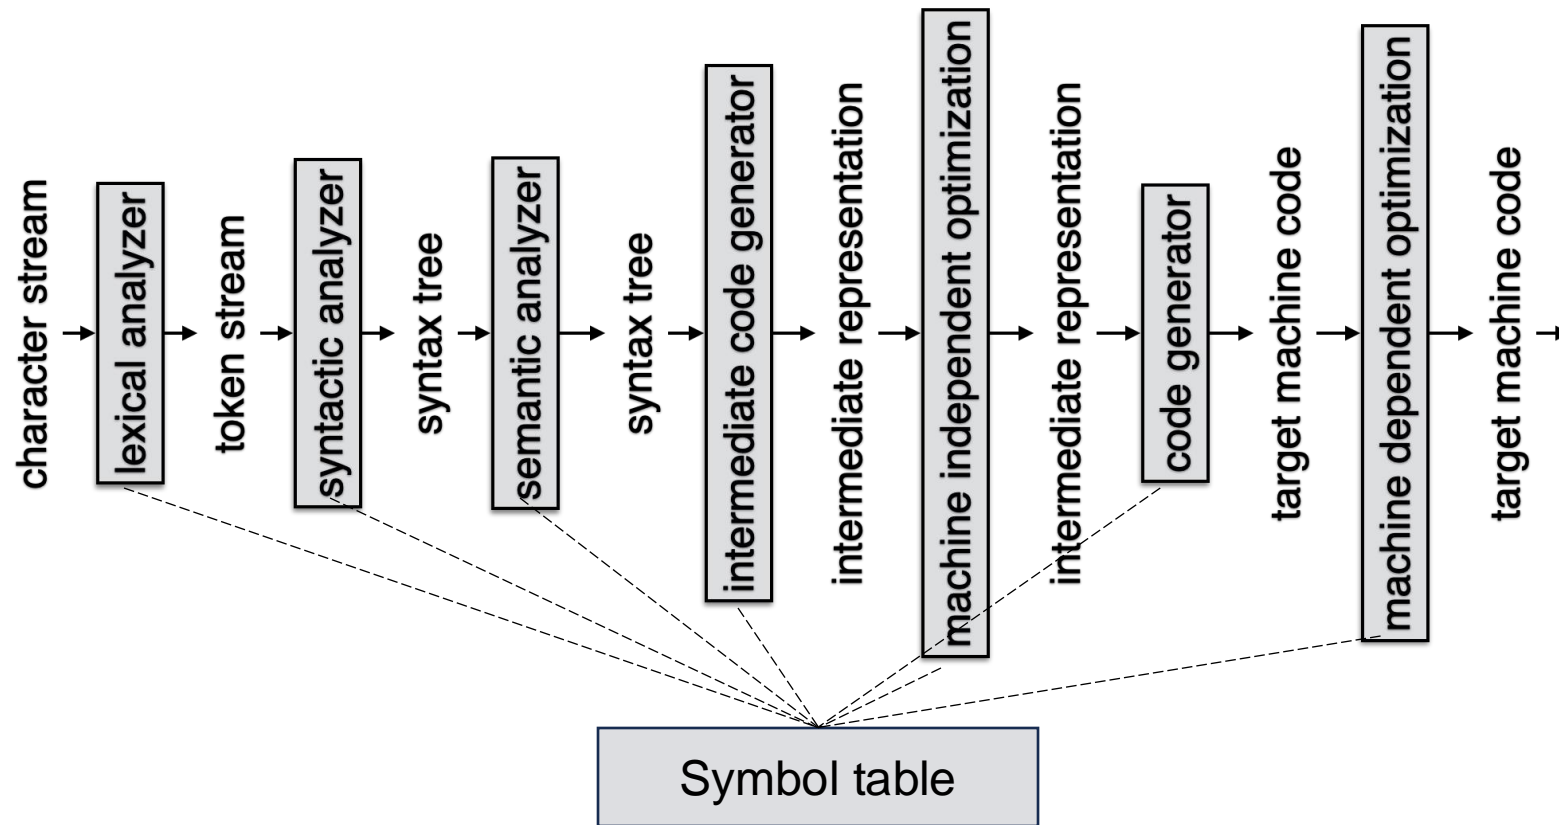 character stream
lexical analyzer
token stream
syntactic analyzer
syntax tree
semantic analyzer
syntax tree
intermediate code generator
intermediate representation
machine independent optimization
intermediate representation
code generator
target machine code
machine dependent optimization
target machine code
Symbol table